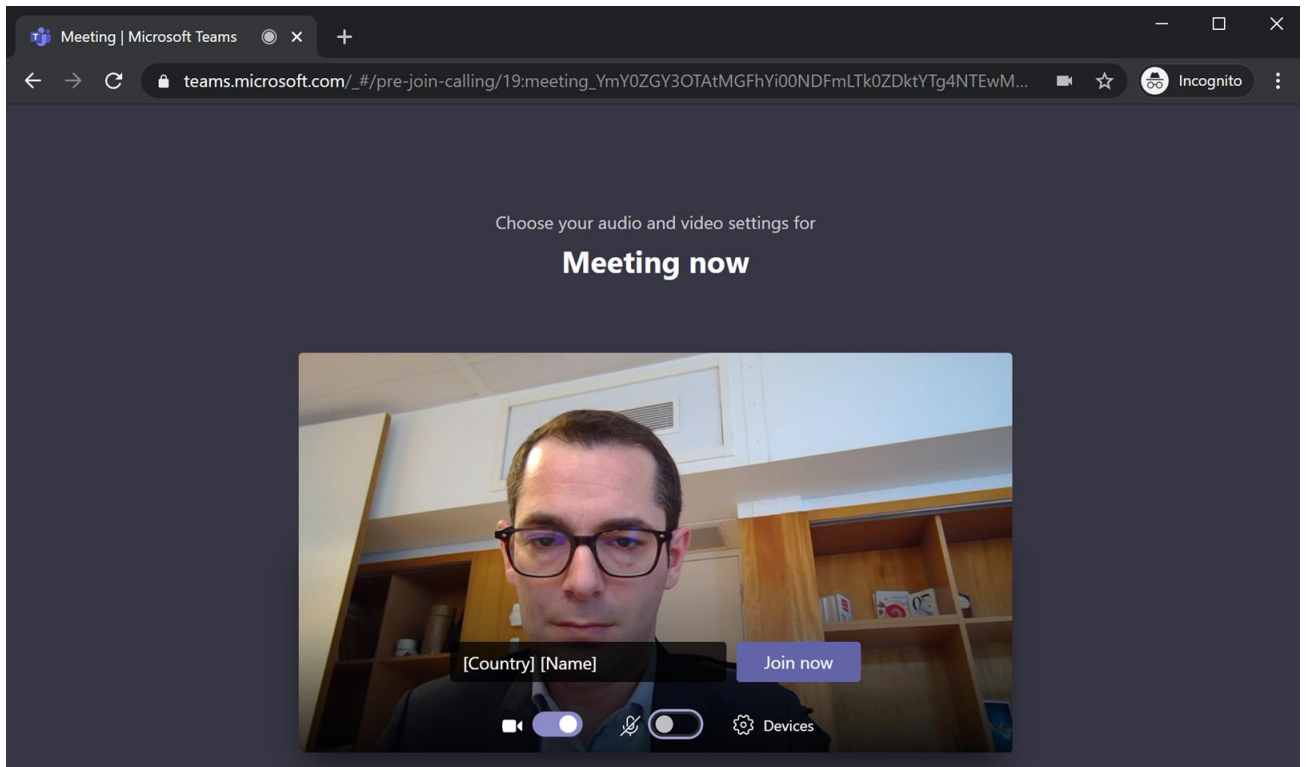 Meeting | Microsoft Teams
teams.microsoft.com/_#/pre-join-calling/19:meeting_YmY0ZGY3OTAtMGFhYi00NDFmLTk0ZDktYTg4NTEwM...
Incognito
Choose your audio and video settings for
Meeting now
[Country] [Name]
Join now
Devices